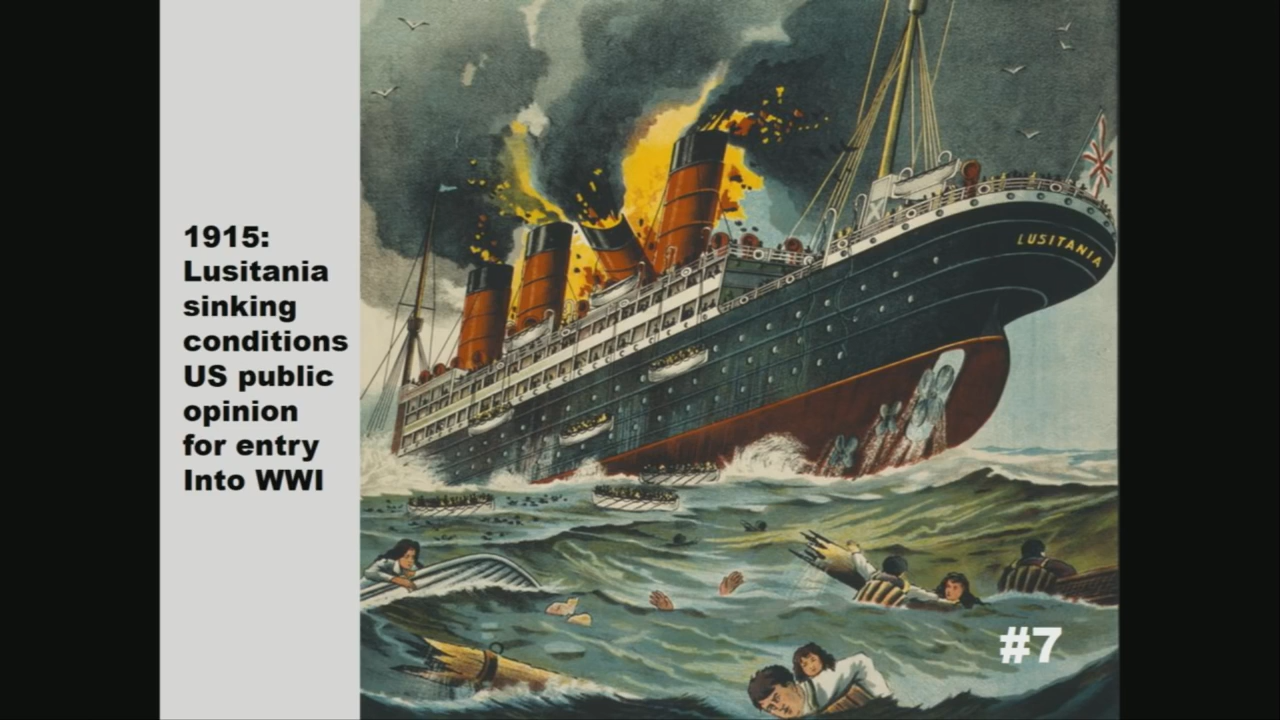 1915:
Lusitania
sinking
conditions
US public
opinion
for entry
Into WWI
LUSITANIA
#7